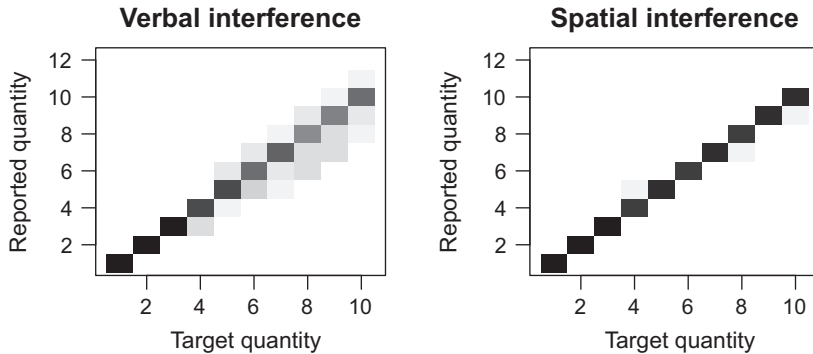 Verbal interference
Reported quantity
12
10
8
6
4
2
2 4 6 8 10
Target quantity
Spatial interference
Reported quantity
12
10
8
6
4
2
2 4 6 8 10
Target quantity